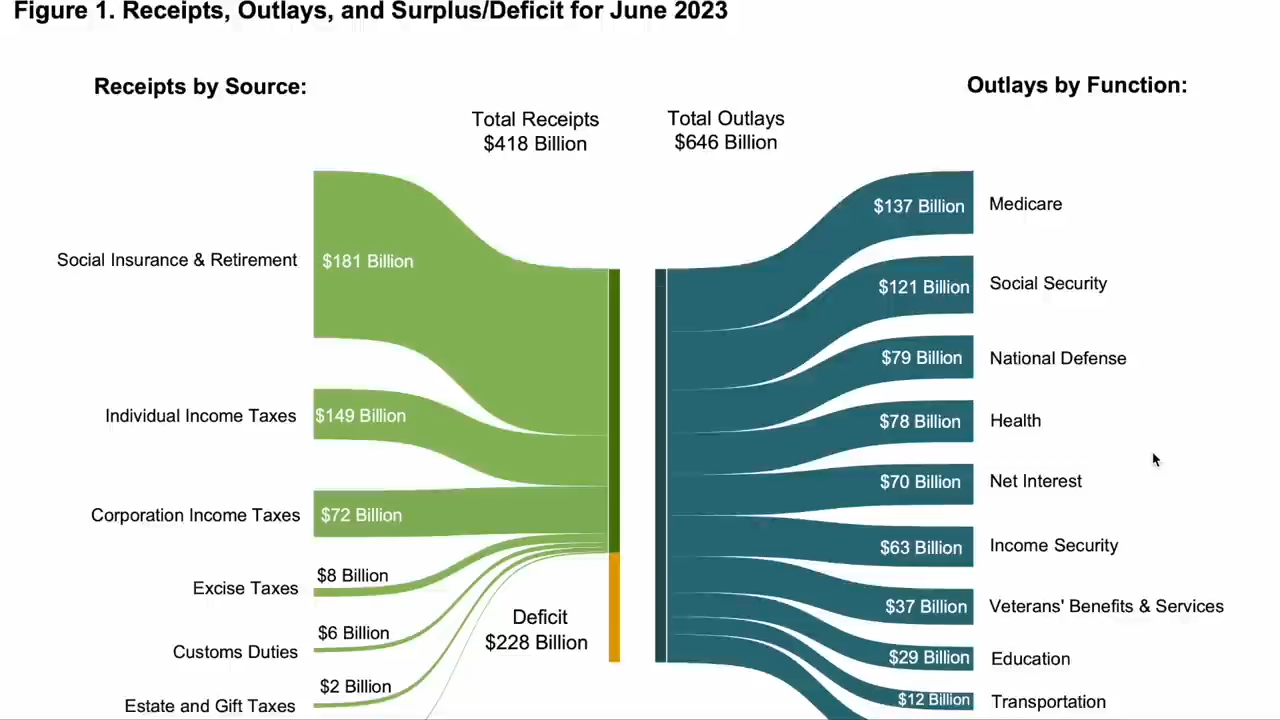 Figure 1. Receipts, Outlays, and Surplus/Deficit for June 2023
Receipts by Source:
Outlays by Function:
Total Receipts
$418 Billion
Total Outlays
$646 Billion
Social Insurance & Retirement
$181 Billion
Individual Income Taxes
$149 Billion
Corporation Income Taxes
$72 Billion
Excise Taxes
$8 Billion
Customs Duties
$6 Billion
Estate and Gift Taxes
$2 Billion
Deficit
$228 Billion
$137 Billion
Medicare
$121 Billion
Social Security
$79 Billion
National Defense
$78 Billion
Health
$70 Billion
Net Interest
$63 Billion
Income Security
$37 Billion
Veterans' Benefits & Services
$29 Billion
Education
$12 Billion
Transportation